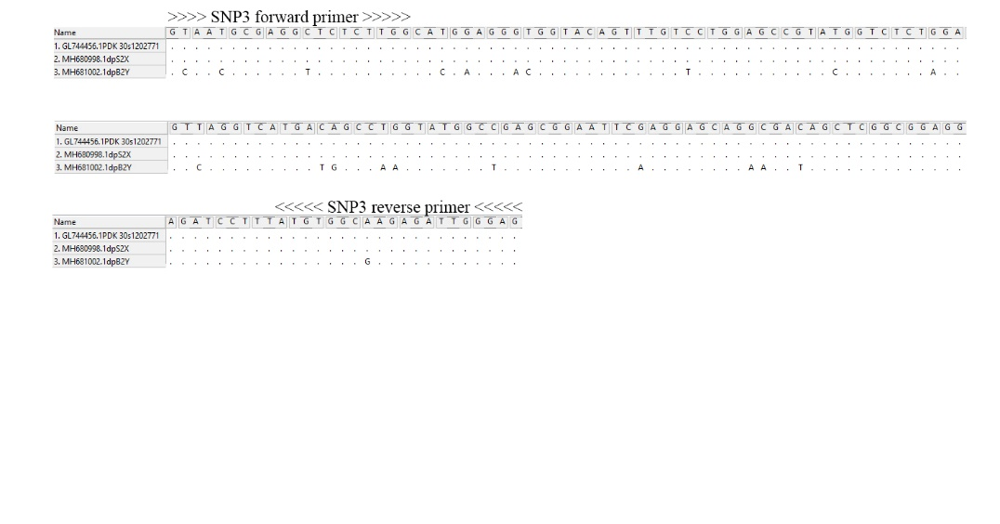 >>>> SNP3 forward primer >>>>>
Name G T A A T G C G A G G C T C T C T T G G C A T G G A G G G T G G T A C A G T T T G T C C T G G A G C C G T A T G G T C T C T G G A
1. GL744456.1PDK 30s1202771 . . . . . . . . . . . . . . . . . . . . . . . . . . . . . . . . . . . . . . . . . . . . . . . . . . . . . . . . . . . . . . . . .
2. MH680998.1dpS2X . . . . . . . . . . . . . . . . . . . . . . . . . . . . . . . . . . . . . . . . . . . . . . . . . . . . . . . . . . . . . . . . .
3. MH681002.1dpB2Y . C . . C . . . . . . T . . . . . . . . . . C . A . . . A C . . . . . . . . . . . . T . . . . . . . . . . . C . . . . . . . A . .
Name G T T A G G T C A T G A C A G C C T G G T A T G G C C G A G C G G A A T T C G A G G A G C A G G C G A C A G C T C G G C G G A G G
1. GL744456.1PDK 30s1202771 . . . . . . . . . . . . . . . . . . . . . . . . . . . . . . . . . . . . . . . . . . . . . . . . . . . . . . . . . . . . . . . . .
2. MH680998.1dpS2X . . . . . . . . . . . . . . . . . . . . . . . . . . . . . . . . . . . . . . . . . . . . . . . . . . . . . . . . . . . . . . . . .
3. MH681002.1dpB2Y . . C . . . . . . . . . T G . . . A A . . . . . . . T . . . . . . . . . . . A . . . . . . . . A A . . T . . . . . . . . . . . . .
<<<<< SNP3 reverse primer <<<<<
Name A G A T C C T T T A T G T G G C A A G A G A T T G G G A G
1. GL744456.1PDK 30s1202771 . . . . . . . . . . . . . . . . . . . . . . . . . . . . .
2. MH680998.1dpS2X . . . . . . . . . . . . . . . . . . . . . . . . . . . . .
3. MH681002.1dpB2Y . . . . . . . . . . . . . . . . G . . . . . . . . . . . .